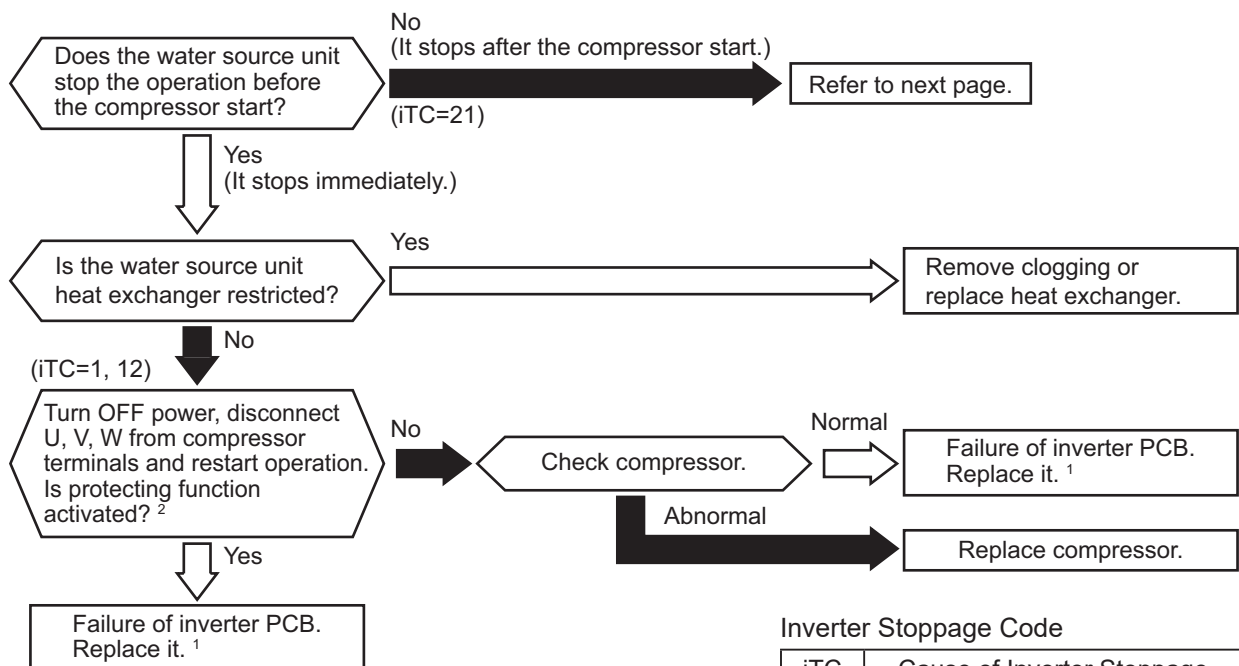 No
(It stops after the compressor start.)
Does the water source unit
stop the operation before
the compressor start?
Refer to next page.
(iTC=21)
Yes
(It stops immediately.)
Yes
Is the water source unit
heat exchanger restricted?
Remove clogging or
replace heat exchanger.
No
(iTC=1, 12)
Turn OFF power, disconnect
U, V, W from compressor
terminals and restart operation.
Is protecting function
activated? 2
No
Check compressor.
Normal
Failure of inverter PCB.
Replace it. 1
Abnormal
Replace compressor.
Yes
Failure of inverter PCB.
Replace it. 1
Inverter Stoppage Code
iTC Cause of Inverter Stoppage